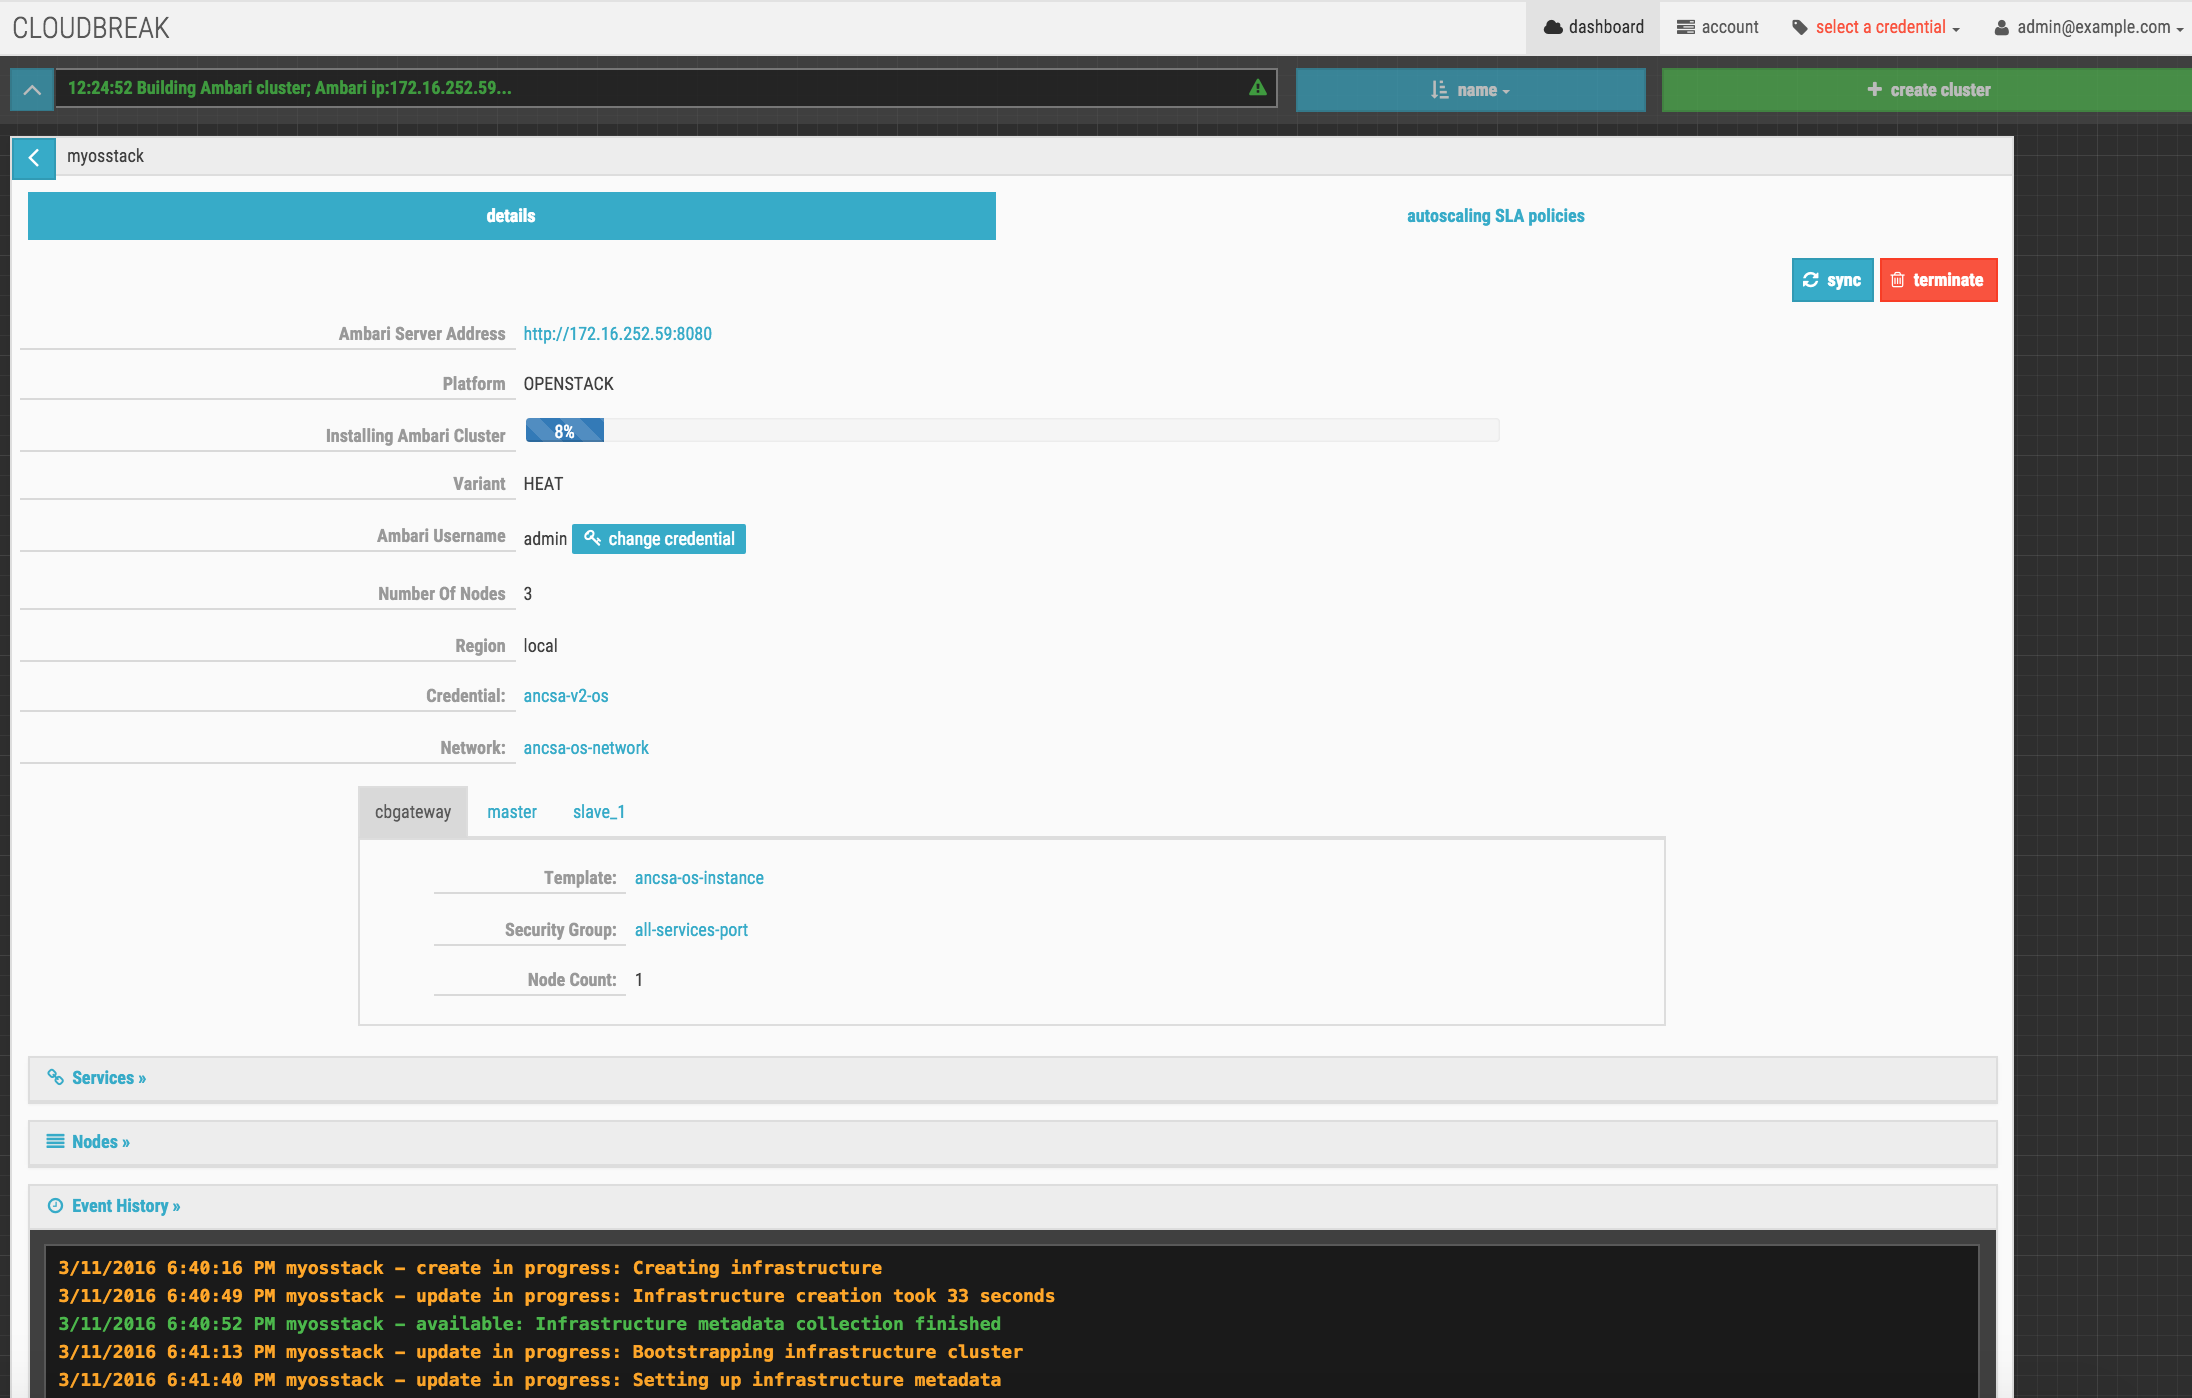 CLOUDBREAK
dashboard account select a credential admin@example.com
12:24:52 Building Ambari cluster; Ambari ip:172.16.252.59...
name
+ create cluster
myosstack
details
autoscaling SLA policies
sync terminate
Ambari Server Address http://172.16.252.59:8080
Platform OPENSTACK
Installing Ambari Cluster 8%
Variant HEAT
Ambari Username admin change credential
Number Of Nodes 3
Region local
Credential: ancsa-v2-os
Network: ancsa-os-network
cbgateway master slave_1
Template: ancsa-os-instance
Security Group: all-services-port
Node Count: 1
Services »
Nodes »
Event History »
3/11/2016 6:40:16 PM myosstack – create in progress: Creating infrastructure
3/11/2016 6:40:49 PM myosstack – update in progress: Infrastructure creation took 33 seconds
3/11/2016 6:40:52 PM myosstack – available: Infrastructure metadata collection finished
3/11/2016 6:41:13 PM myosstack – update in progress: Bootstrapping infrastructure cluster
3/11/2016 6:41:40 PM myosstack – update in progress: Setting up infrastructure metadata